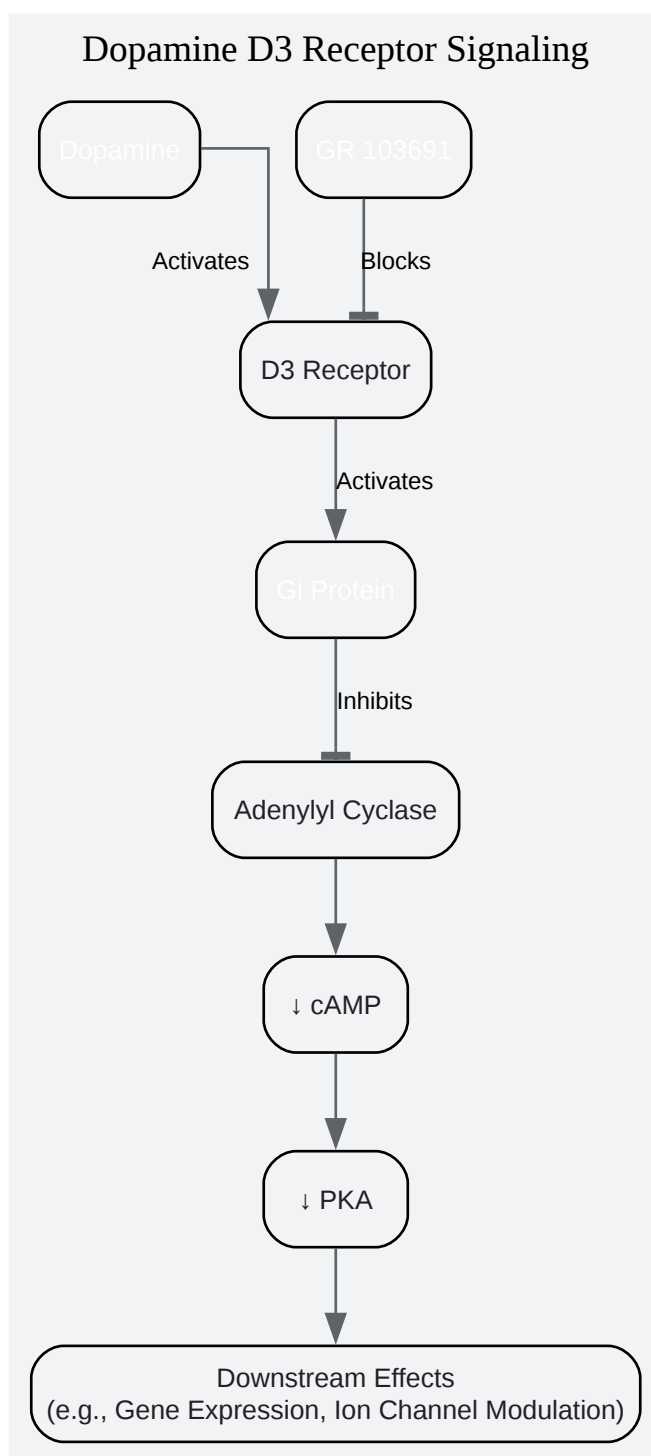 Dopamine D3 Receptor Signaling
Dopamine
GR 103691
Activates
Blocks
D3 Receptor
Activates
Gi Protein
Inhibits
Adenylyl Cyclase
↓ cAMP
↓ PKA
Downstream Effects
(e.g., Gene Expression, Ion Channel Modulation)